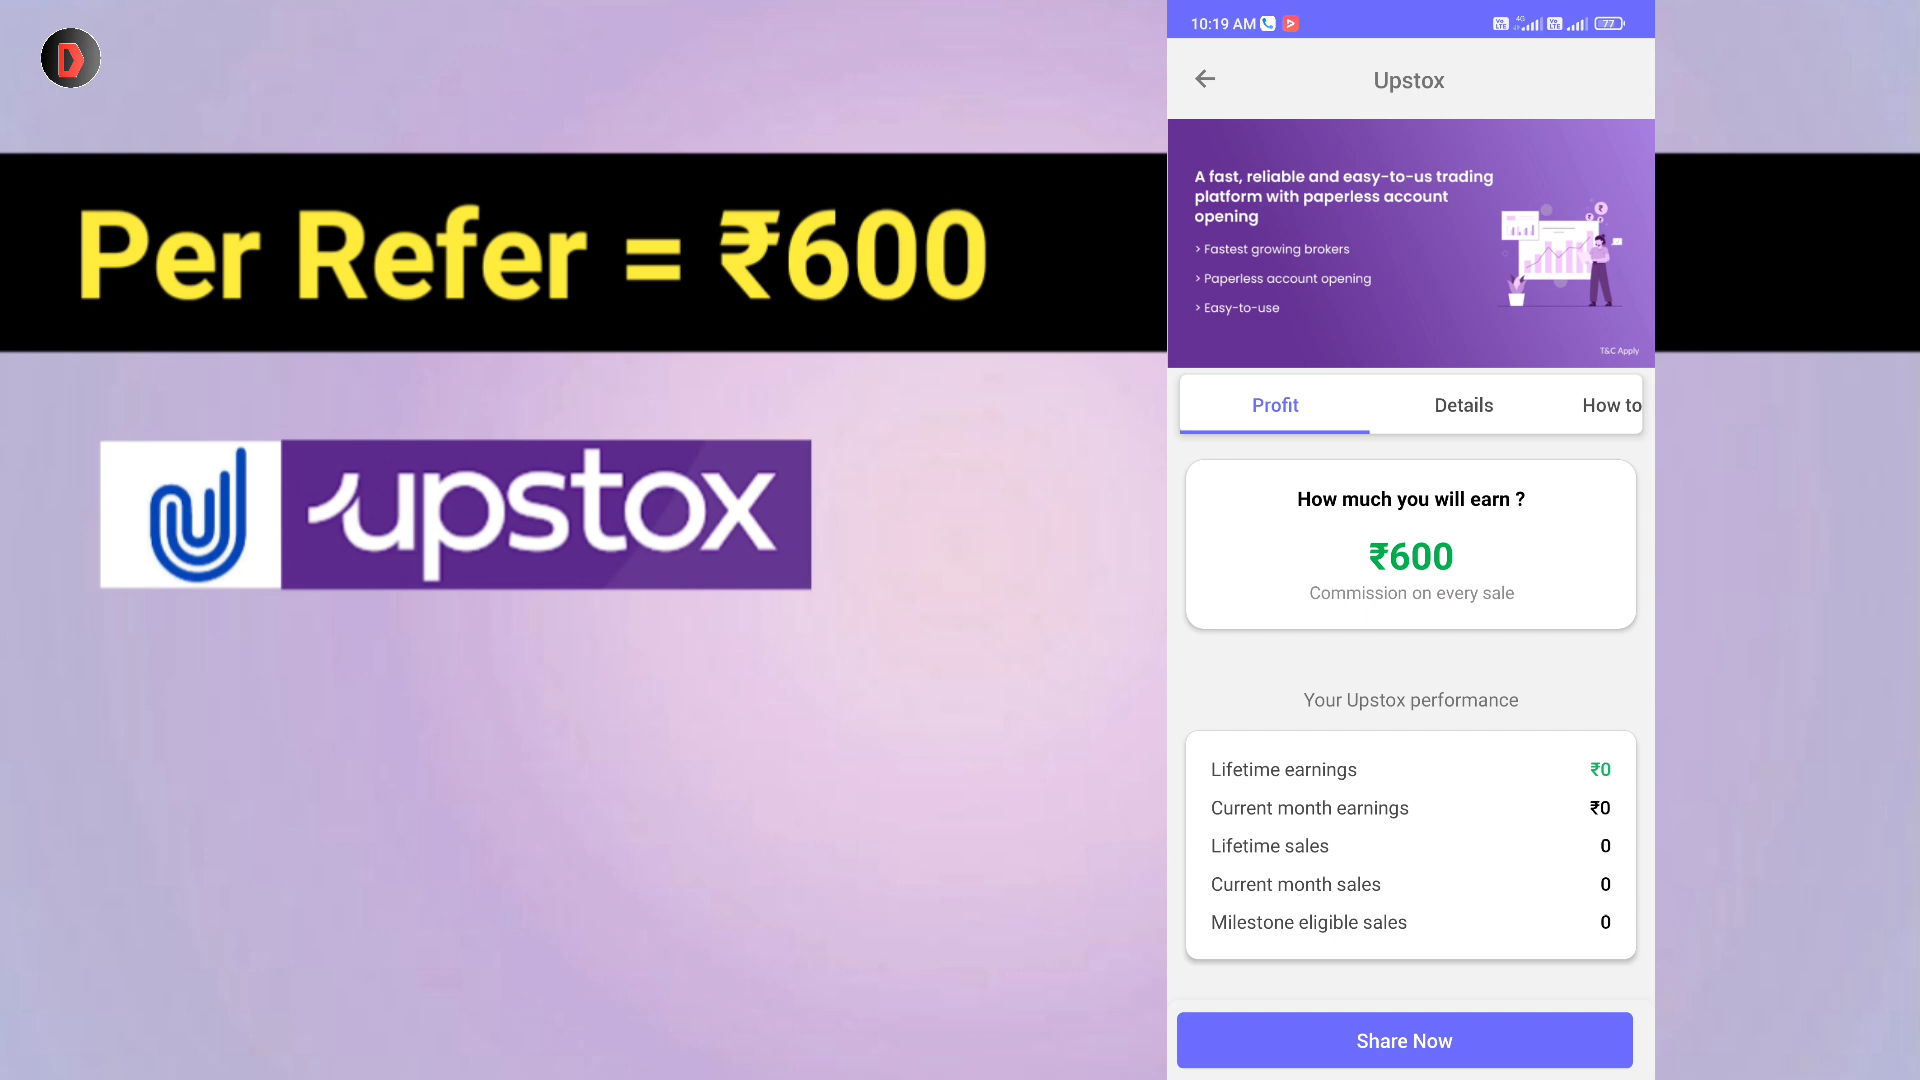 Per Refer = ₹600
upstox
10:19 AM
4G
77
Upstox
A fast, reliable and easy-to-us trading
platform with paperless account
opening
> Fastest growing brokers
> Paperless account opening
> Easy-to-use
T&C Apply
Profit
Details
How to
How much you will earn ?
₹600
Commission on every sale
Your Upstox performance
Lifetime earnings ₹0
Current month earnings ₹0
Lifetime sales 0
Current month sales 0
Milestone eligible sales 0
Share Now